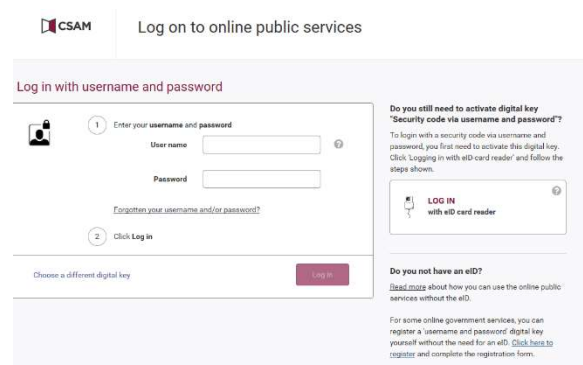 CSAM
Log on to online public services
Log in with username and password
1
Enter your username and password
User name
?
Password
Forgotten your username and/or password?
2
Click Log in
Choose a different digital key
Log in
Do you still need to activate digital key
"Security code via username and password"?
To login with a security code via username and
password, you first need to activate this digital key.
Click 'Logging in with eID card reader' and follow the
steps shown.
?
LOG IN
with eID card reader
Do you not have an eID?
Read more about how you can use the online public
services without the eID.
For some online government services, you can
register a 'username and password' digital key
yourself without the need for an eID. Click here to
register and complete the registration form.